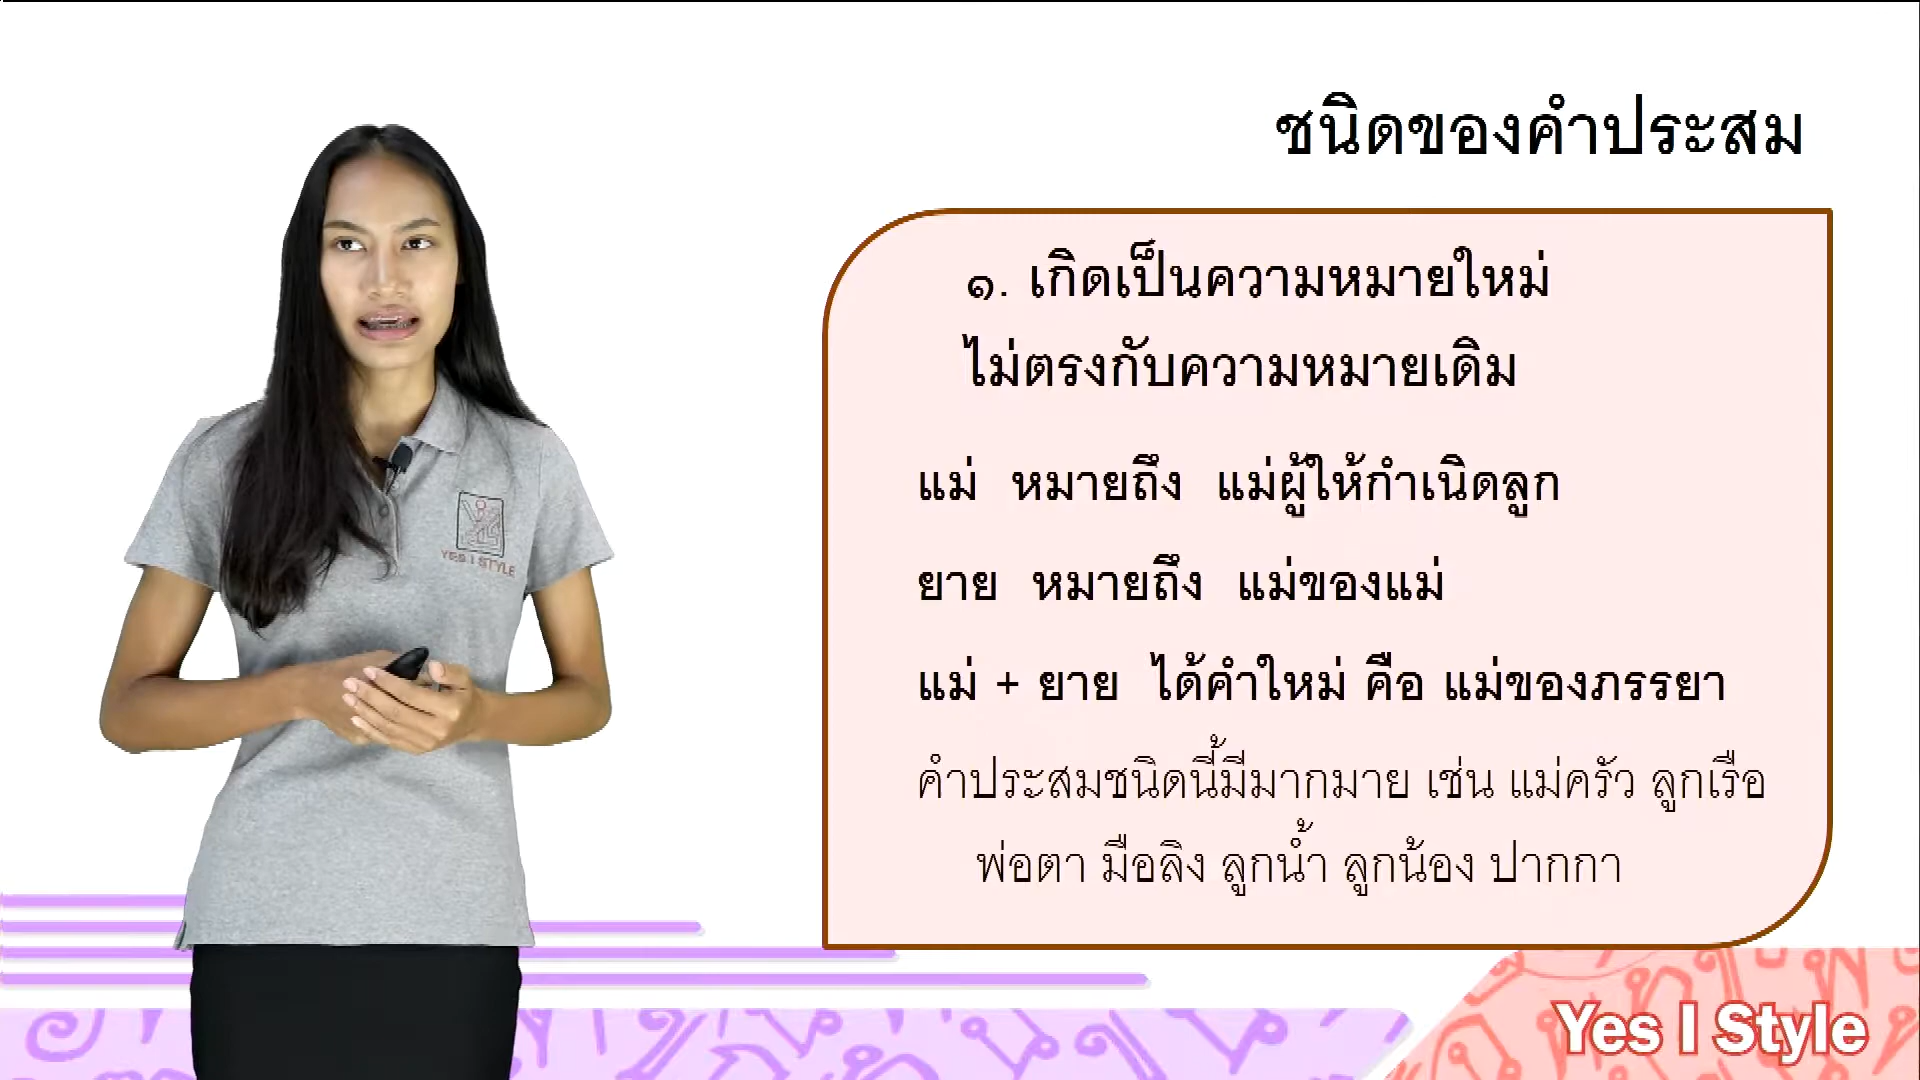 ชนิดของคำประสม
๑. เกิดเป็นความหมายใหม่
ไม่ตรงกับความหมายเดิม
แม่ หมายถึง แม่ผู้ให้กำเนิดลูก
ยาย หมายถึง แม่ของแม่
แม่ + ยาย ได้คำใหม่ คือ แม่ของภรรยา
คำประสมชนิดนี้มีมากมาย เช่น แม่ครัว ลูกเรือ
พ่อตา มือลิง ลูกน้ำ ลูกน้อง ปากกา
YES I STYLE
Yes I Style